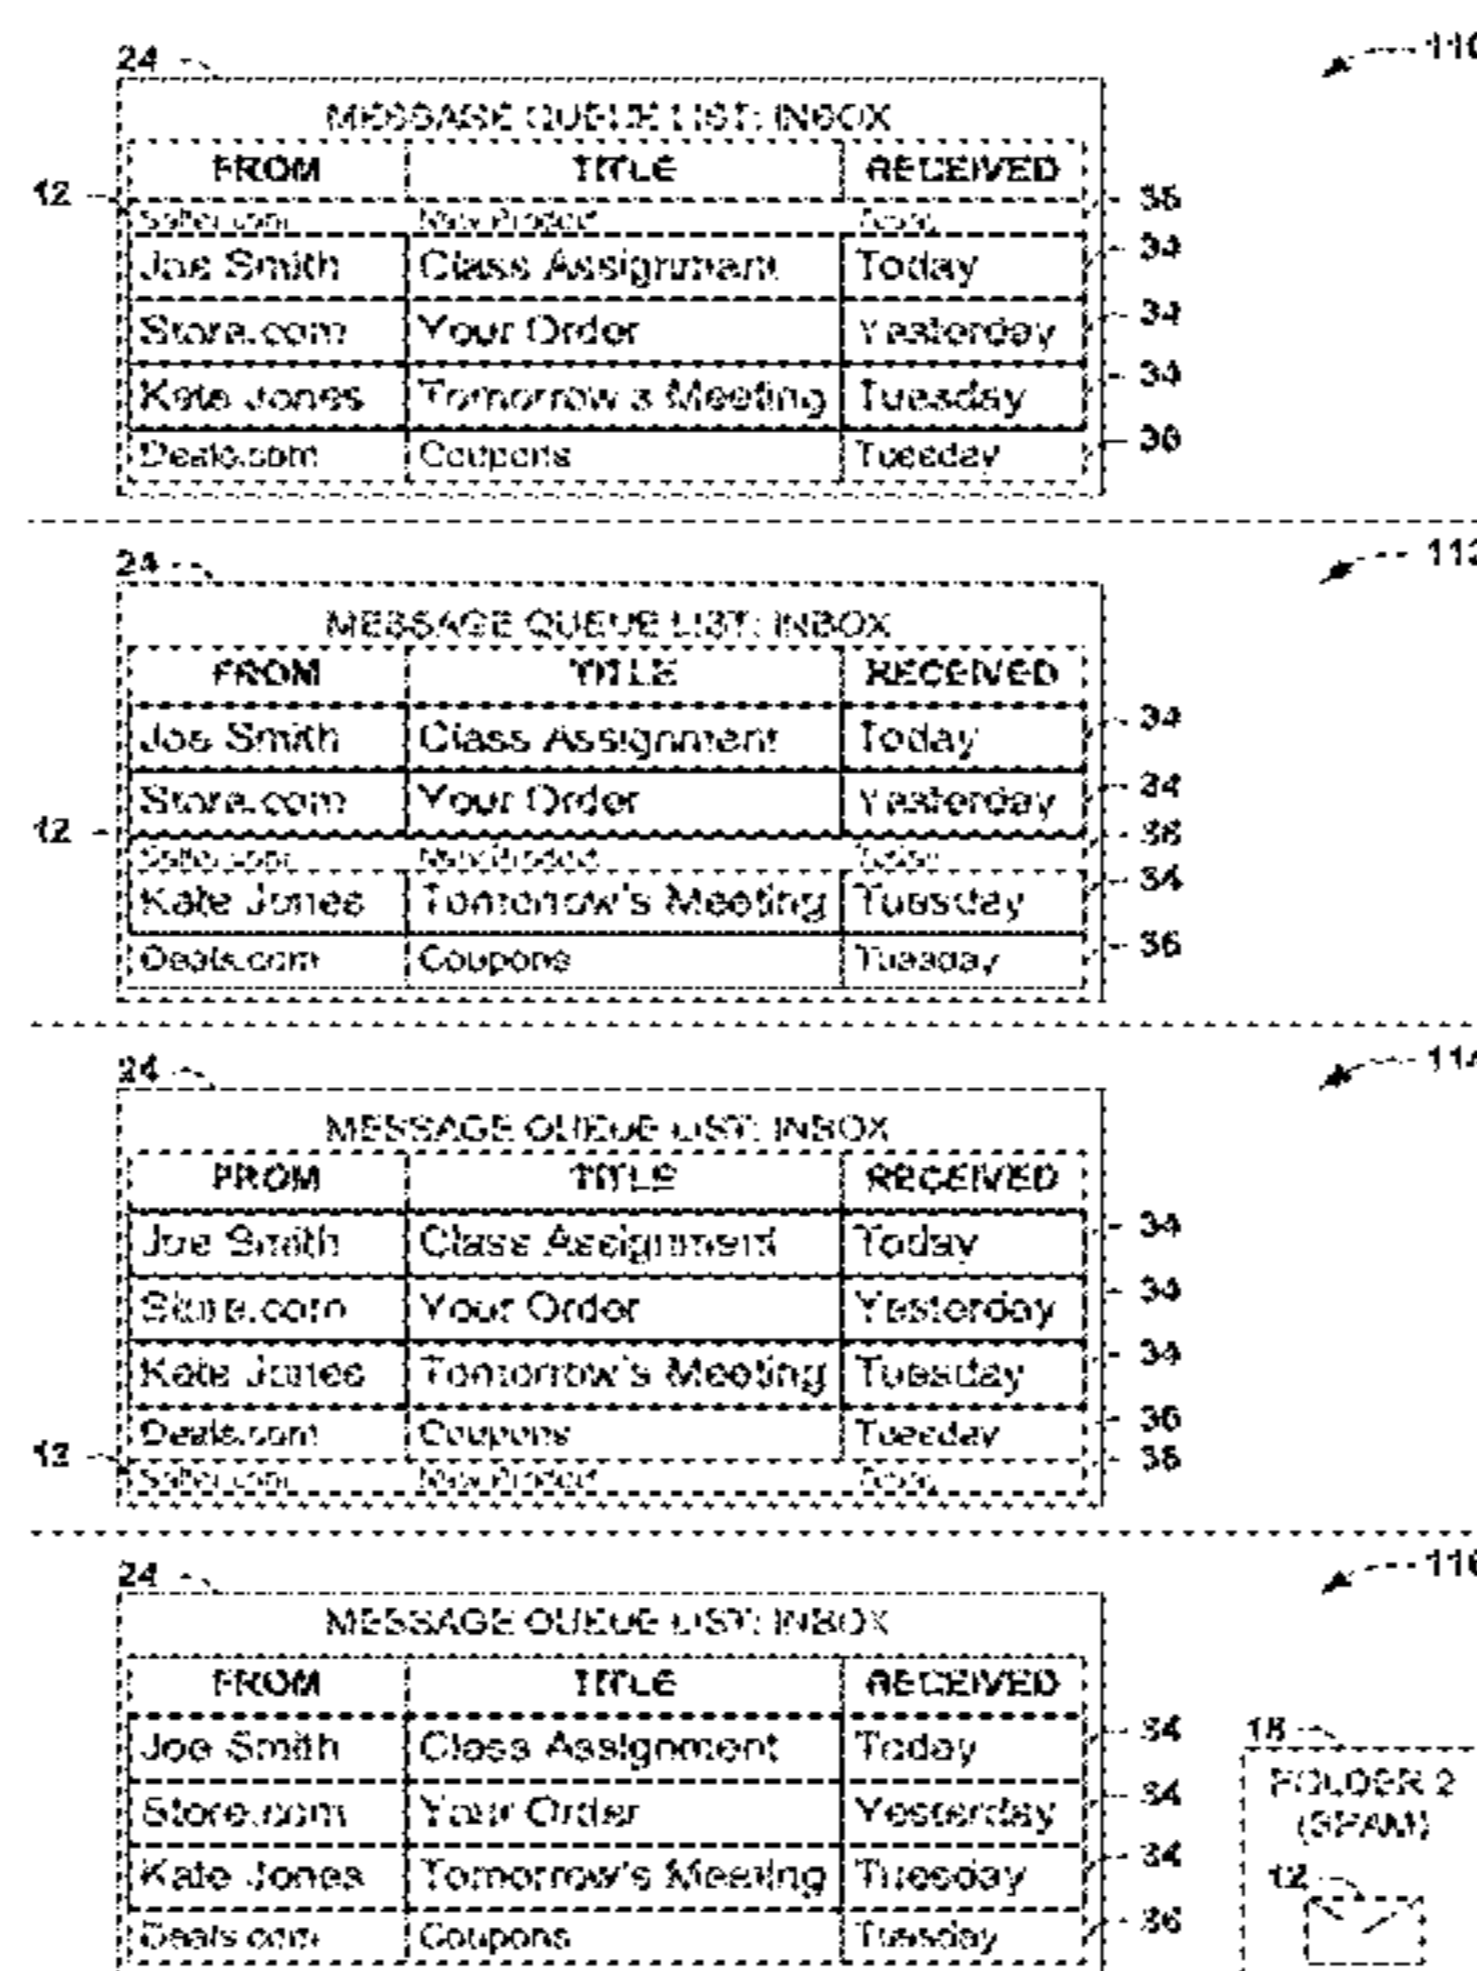 24 110
MESSAGE QUEUE LIST: INBOX
FROM TITLE RECEIVED
12
36
Joe Smith Class Assignment Today 34
Store.com Your Order Yesterday 34
Kate Jones Tomorrow's Meeting Tuesday 34
Deals.com Coupons Tuesday 36
24 112
MESSAGE QUEUE LIST: INBOX
FROM TITLE RECEIVED
Joe Smith Class Assignment Today 34
Store.com Your Order Yesterday 34
12 36
Kate Jones Tomorrow's Meeting Tuesday 34
Deals.com Coupons Tuesday 36
24 114
MESSAGE QUEUE LIST: INBOX
FROM TITLE RECEIVED
Joe Smith Class Assignment Today 34
Store.com Your Order Yesterday 34
Kate Jones Tomorrow's Meeting Tuesday 34
Deals.com Coupons Tuesday 36
12 36
24 116
MESSAGE QUEUE LIST: INBOX
FROM TITLE RECEIVED
Joe Smith Class Assignment Today 34 18
Store.com Your Order Yesterday 34 FOLDER 2
(SPAM)
Kate Jones Tomorrow's Meeting Tuesday 34 12
Deals.com Coupons Tuesday 36